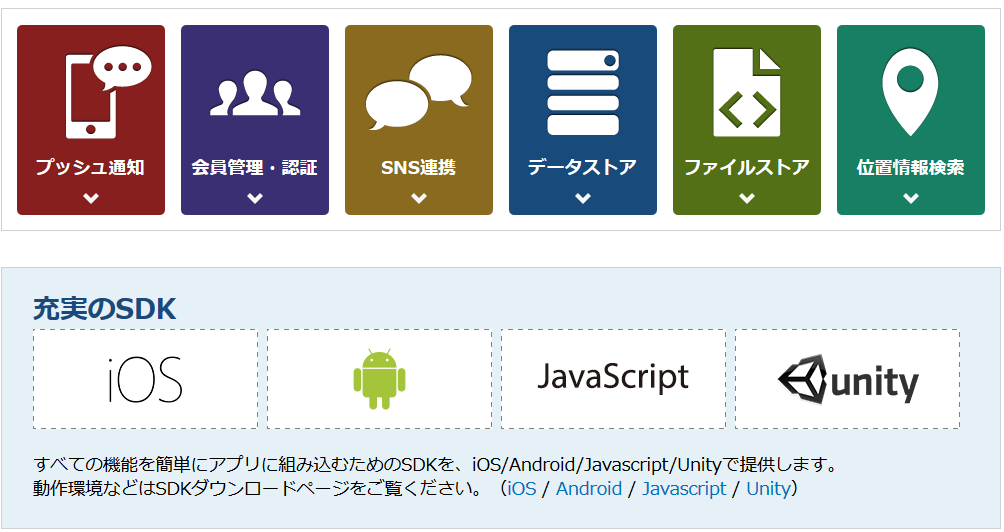 プッシュ通知
会員管理・認証
SNS連携
データストア
ファイルストア
位置情報検索
充実のSDK
iOS
JavaScript
unity
すべての機能を簡単にアプリに組み込むためのSDKを、iOS/Android/Javascript/Unityで提供します。
動作環境などはSDKダウンロードページをご覧ください。（iOS / Android / Javascript / Unity）